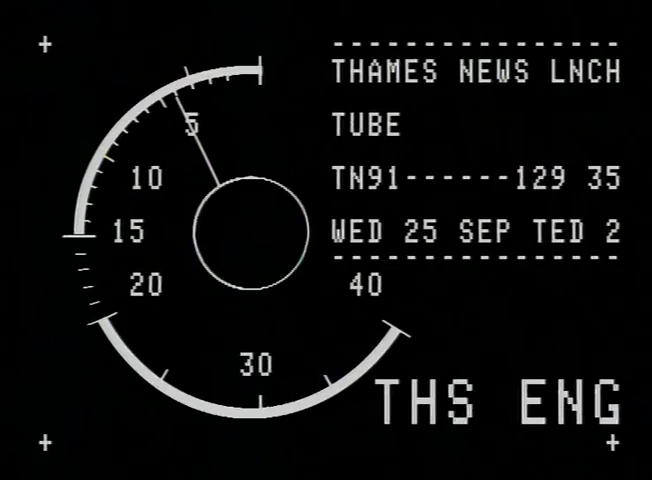 THAMES NEWS LNCH
TUBE
5
TN91------129 35
10
WED 25 SEP TED 2
15
20
40
30
THS ENG